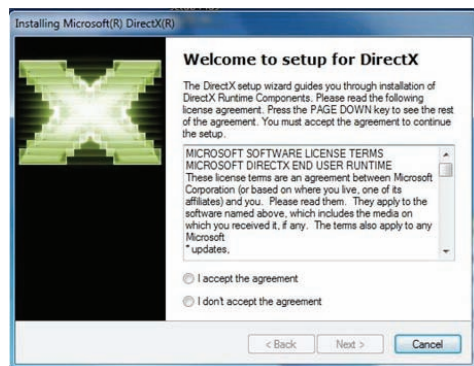 Installing Microsoft(R) DirectX(R)
Welcome to setup for DirectX
The DirectX setup wizard guides you through installation of
DirectX Runtime Components. Please read the following
license agreement. Press the PAGE DOWN key to see the rest
of the agreement. You must accept the agreement to continue
the setup.
MICROSOFT SOFTWARE LICENSE TERMS
MICROSOFT DIRECTX END USER RUNTIME
These license terms are an agreement between Microsoft
Corporation (or based on where you live, one of its
affiliates) and you. Please read them. They apply to the
software named above, which includes the media on
which you received it, if any. The terms also apply to any
Microsoft
* updates,
I accept the agreement
I don't accept the agreement
< Back Next > Cancel